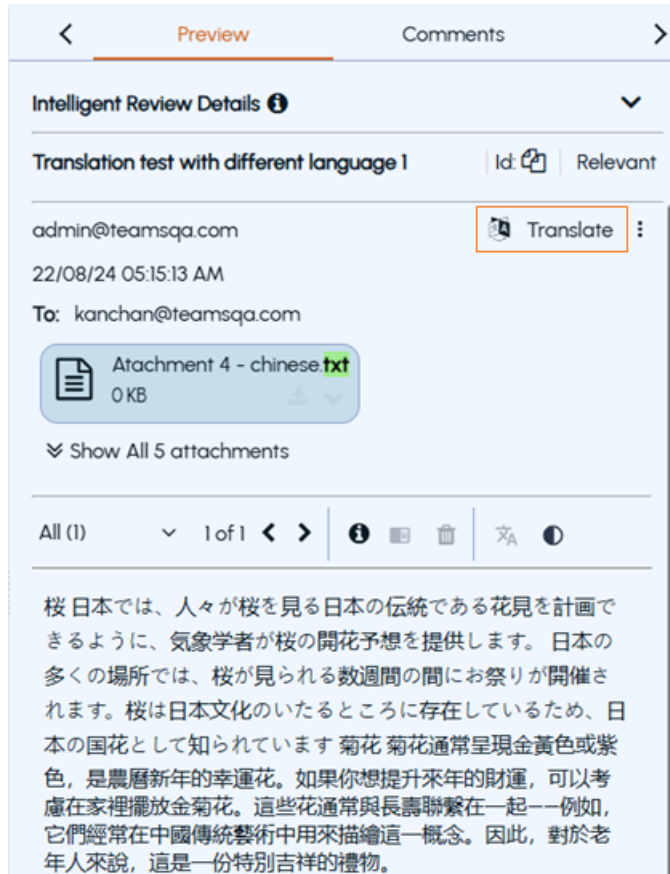 Preview Comments
Intelligent Review Details
Translation test with different language 1 Id: Relevant
admin@teamsqa.com Translate
22/08/24 05:15:13 AM
To: kanchan@teamsqa.com
Atachment 4 - chinese.txt
0 KB
Show All 5 attachments
All (1) 1 of 1
桜 日本では、人々が桜を見る日本の伝統である花見を計画で
きるように、気象学者が桜の開花予想を提供します。 日本の
多くの場所では、桜が見られる数週間の間にお祭りが開催さ
れます。桜は日本文化のいたるところに存在しているため、日
本の国花として知られています 菊花 菊花通常呈現金黃色或紫
色，是農曆新年的幸運花。如果你想提升來年的財運，可以考
慮在家裡擺放金菊花。這些花通常與長壽聯繫在一起——例如，
它們經常在中國傳統藝術中用來描繪這一概念。因此，對於老
年人來說，這是一份特別吉祥的禮物。